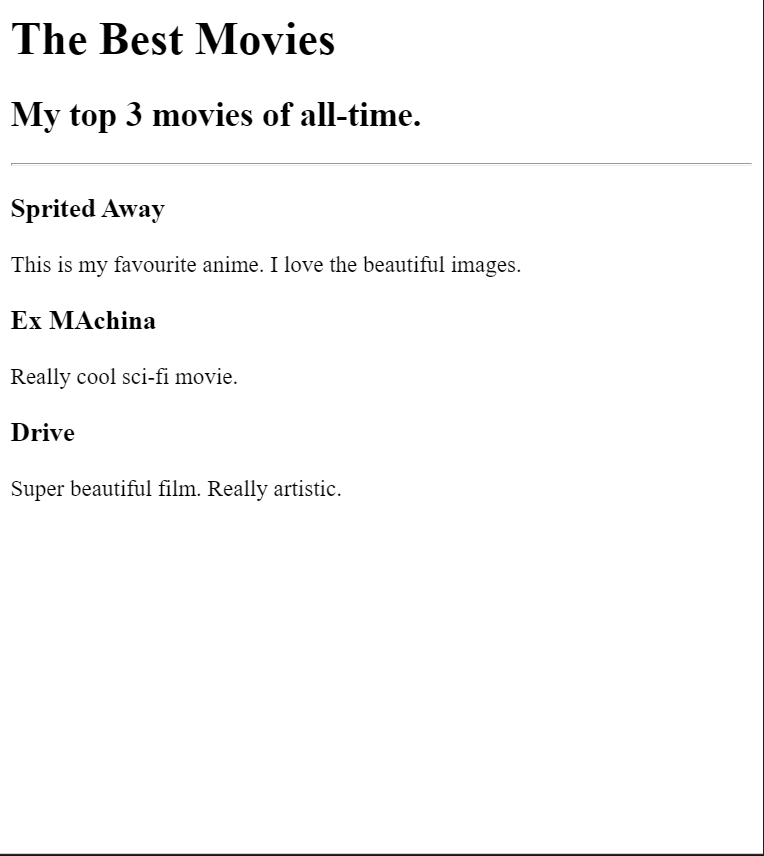 The Best Movies
My top 3 movies of all-time.
Sprited Away
This is my favourite anime. I love the beautiful images.
Ex MAchina
Really cool sci-fi movie.
Drive
Super beautiful film. Really artistic.